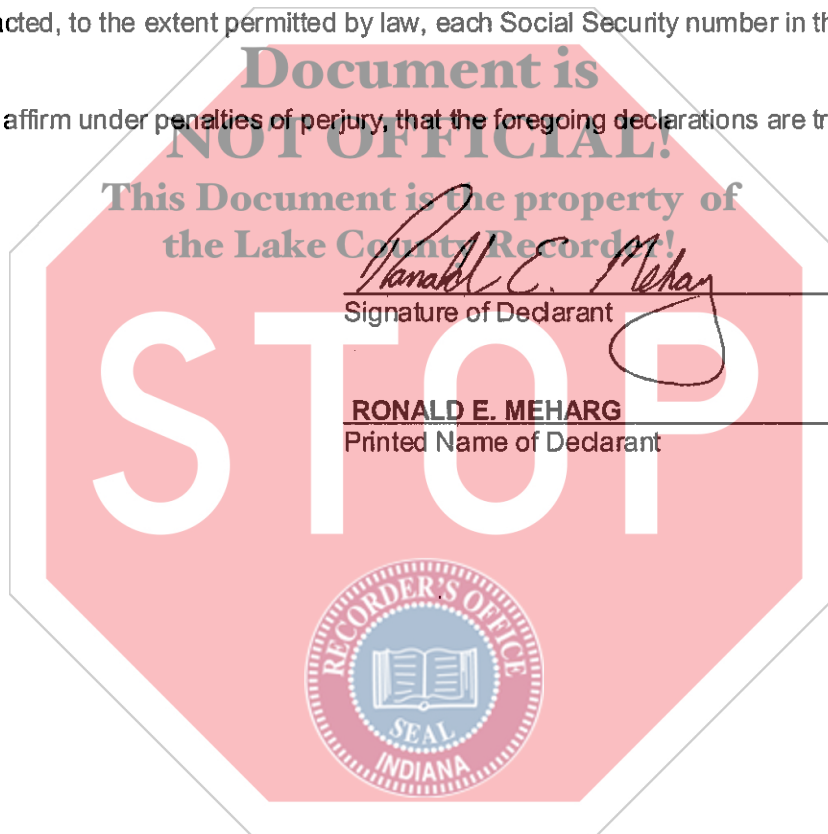 acted, to the extent permitted by law, each Social Security number in th
Document is
affirm under penalties of perjury, that the foregoing declarations are tr
NOT OFFICIAL!
This Document is the property of
the Lake County Recorder!
Ronald E. Meharg
Signature of Declarant
STOP
RONALD E. MEHARG
Printed Name of Declarant
RECORDER'S OFFICE
SEAL
INDIANA